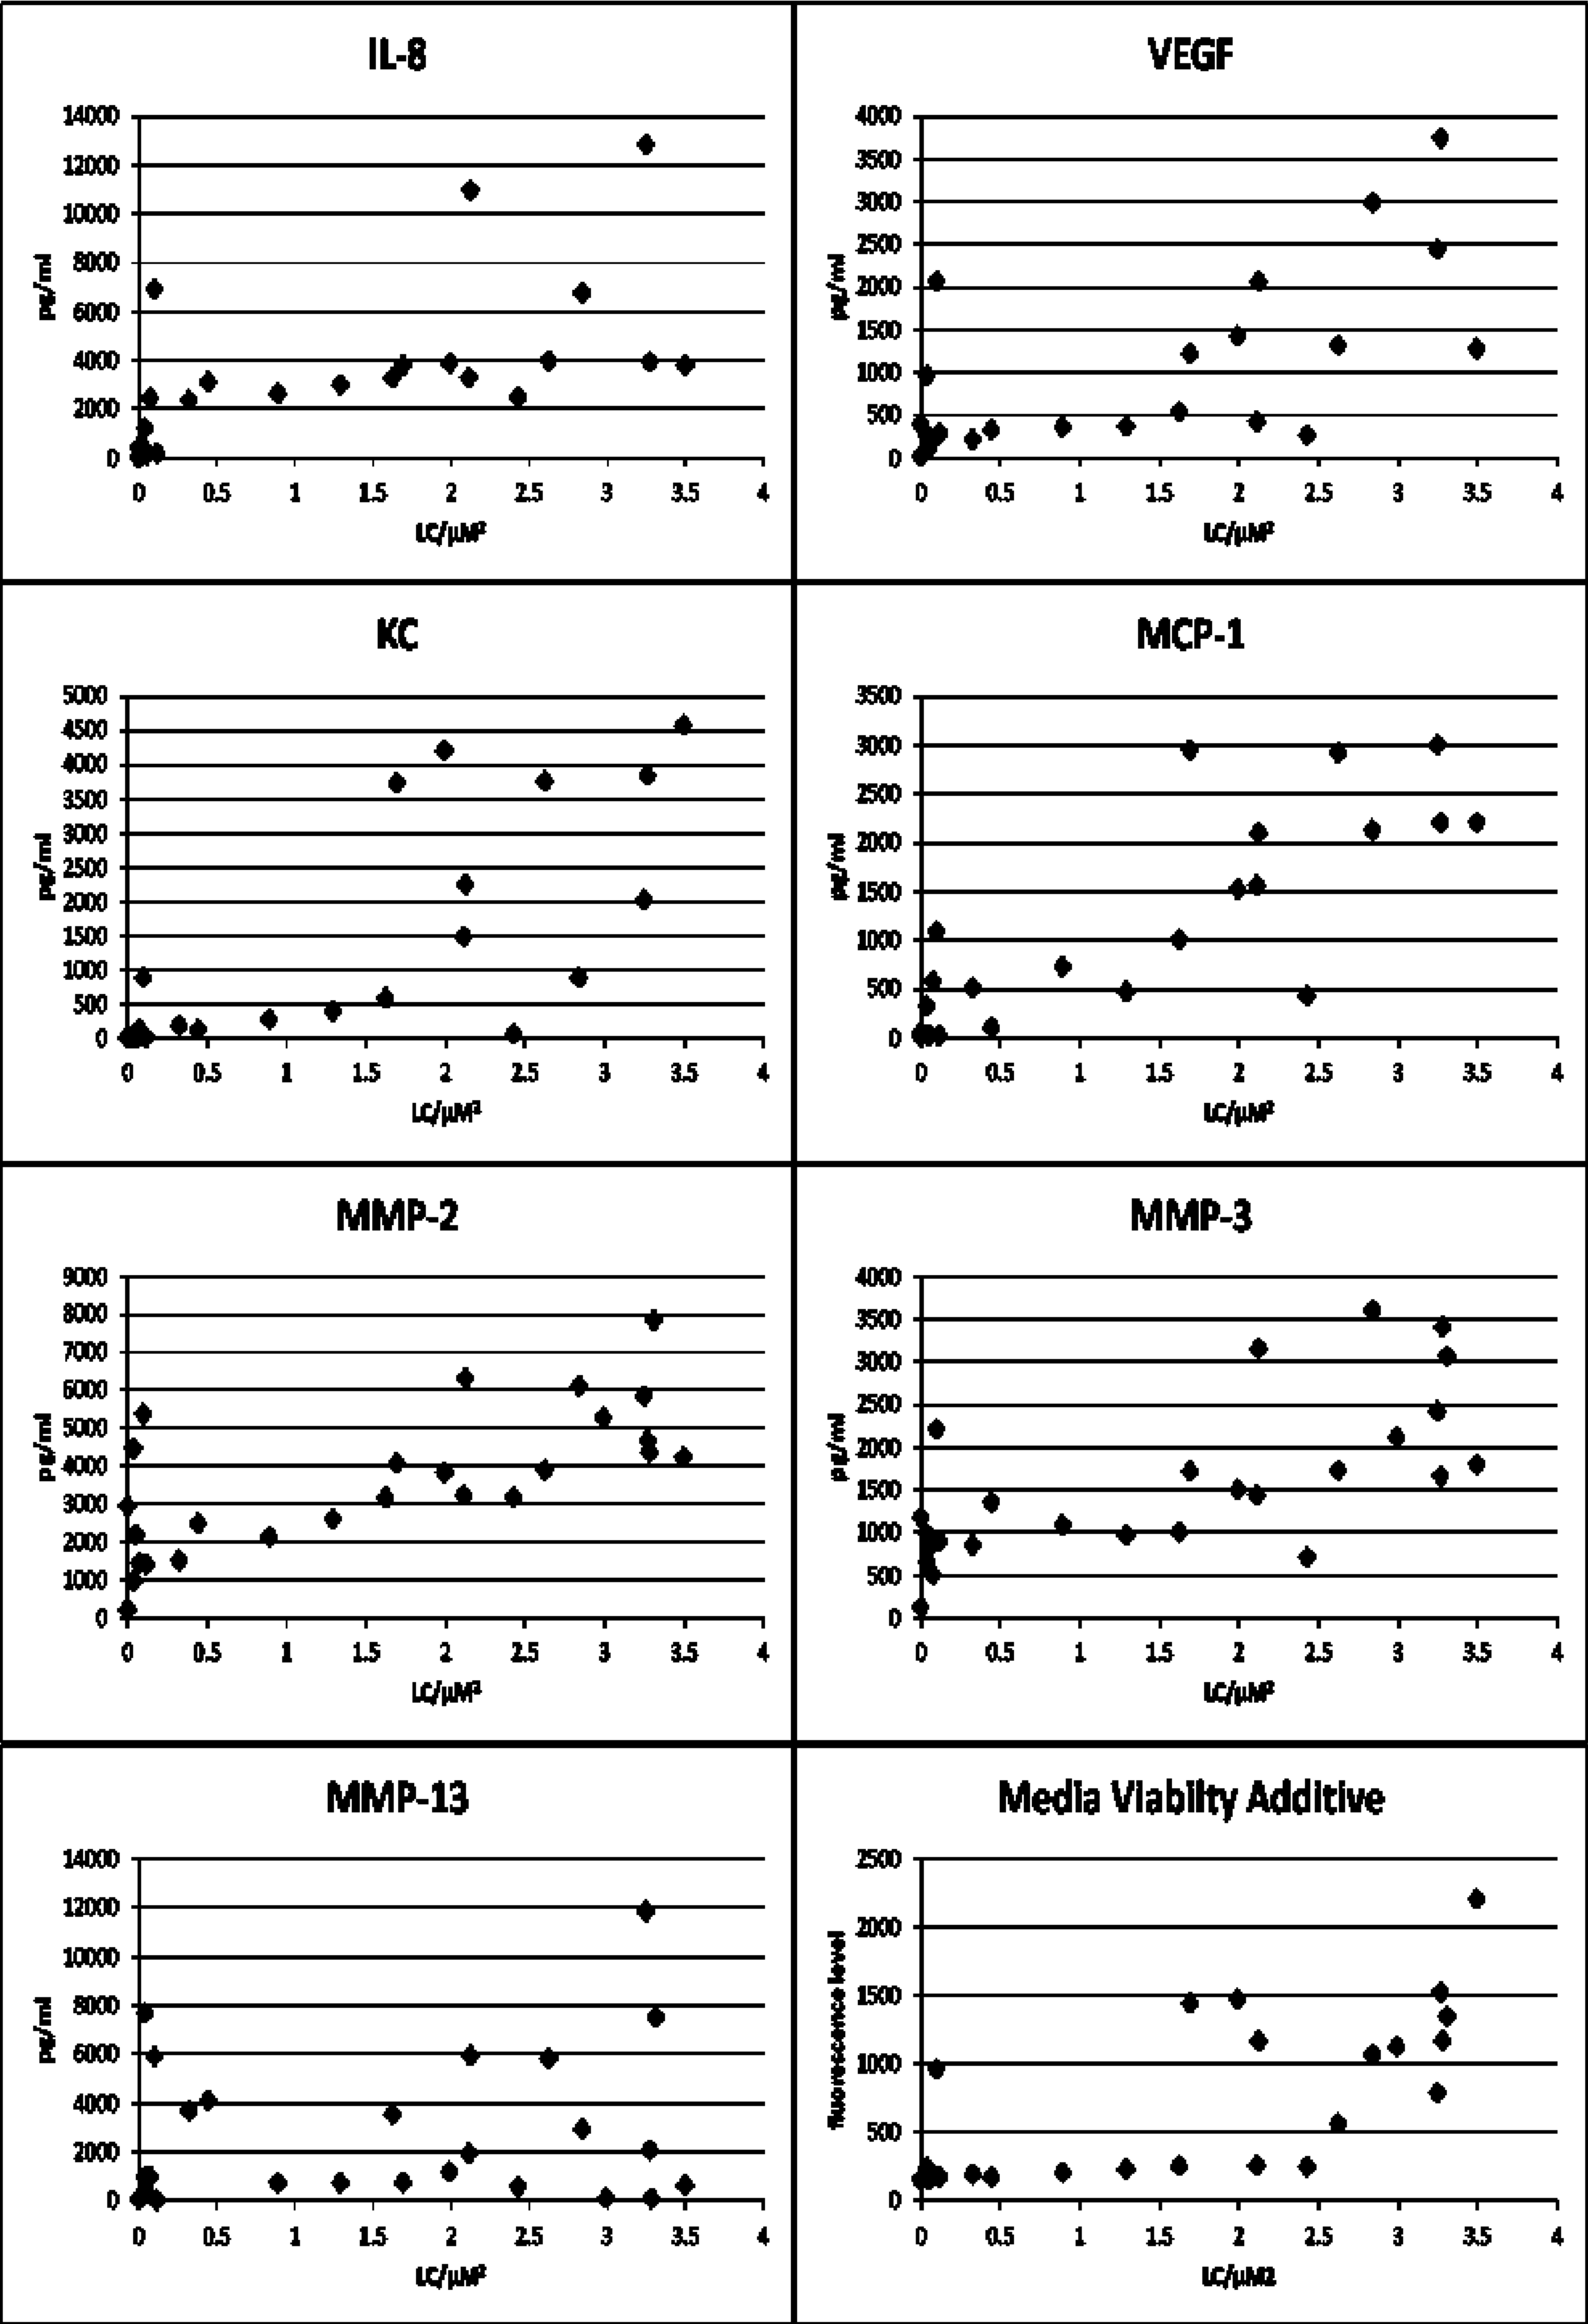 IL-8
14000
12000
10000
8000
6000
4000
2000
0
pg/ml
0 0.5 1 1.5 2 2.5 3 3.5 4
LC/µM²
VEGF
4000
3500
3000
2500
2000
1500
1000
500
0
pg/ml
0 0.5 1 1.5 2 2.5 3 3.5 4
LC/µM²
KC
5000
4500
4000
3500
3000
2500
2000
1500
1000
500
0
pg/ml
0 0.5 1 1.5 2 2.5 3 3.5 4
LC/µM²
MCP-1
3500
3000
2500
2000
1500
1000
500
0
pg/ml
0 0.5 1 1.5 2 2.5 3 3.5 4
LC/µM²
MMP-2
9000
8000
7000
6000
5000
4000
3000
2000
1000
0
pg/ml
0 0.5 1 1.5 2 2.5 3 3.5 4
LC/µM²
MMP-3
4000
3500
3000
2500
2000
1500
1000
500
0
pg/ml
0 0.5 1 1.5 2 2.5 3 3.5 4
LC/µM²
MMP-13
14000
12000
10000
8000
6000
4000
2000
0
pg/ml
0 0.5 1 1.5 2 2.5 3 3.5 4
LC/µM²
Media Viabilty Additive
2500
2000
1500
1000
500
0
fluorescence level
0 0.5 1 1.5 2 2.5 3 3.5 4
LC/µM2